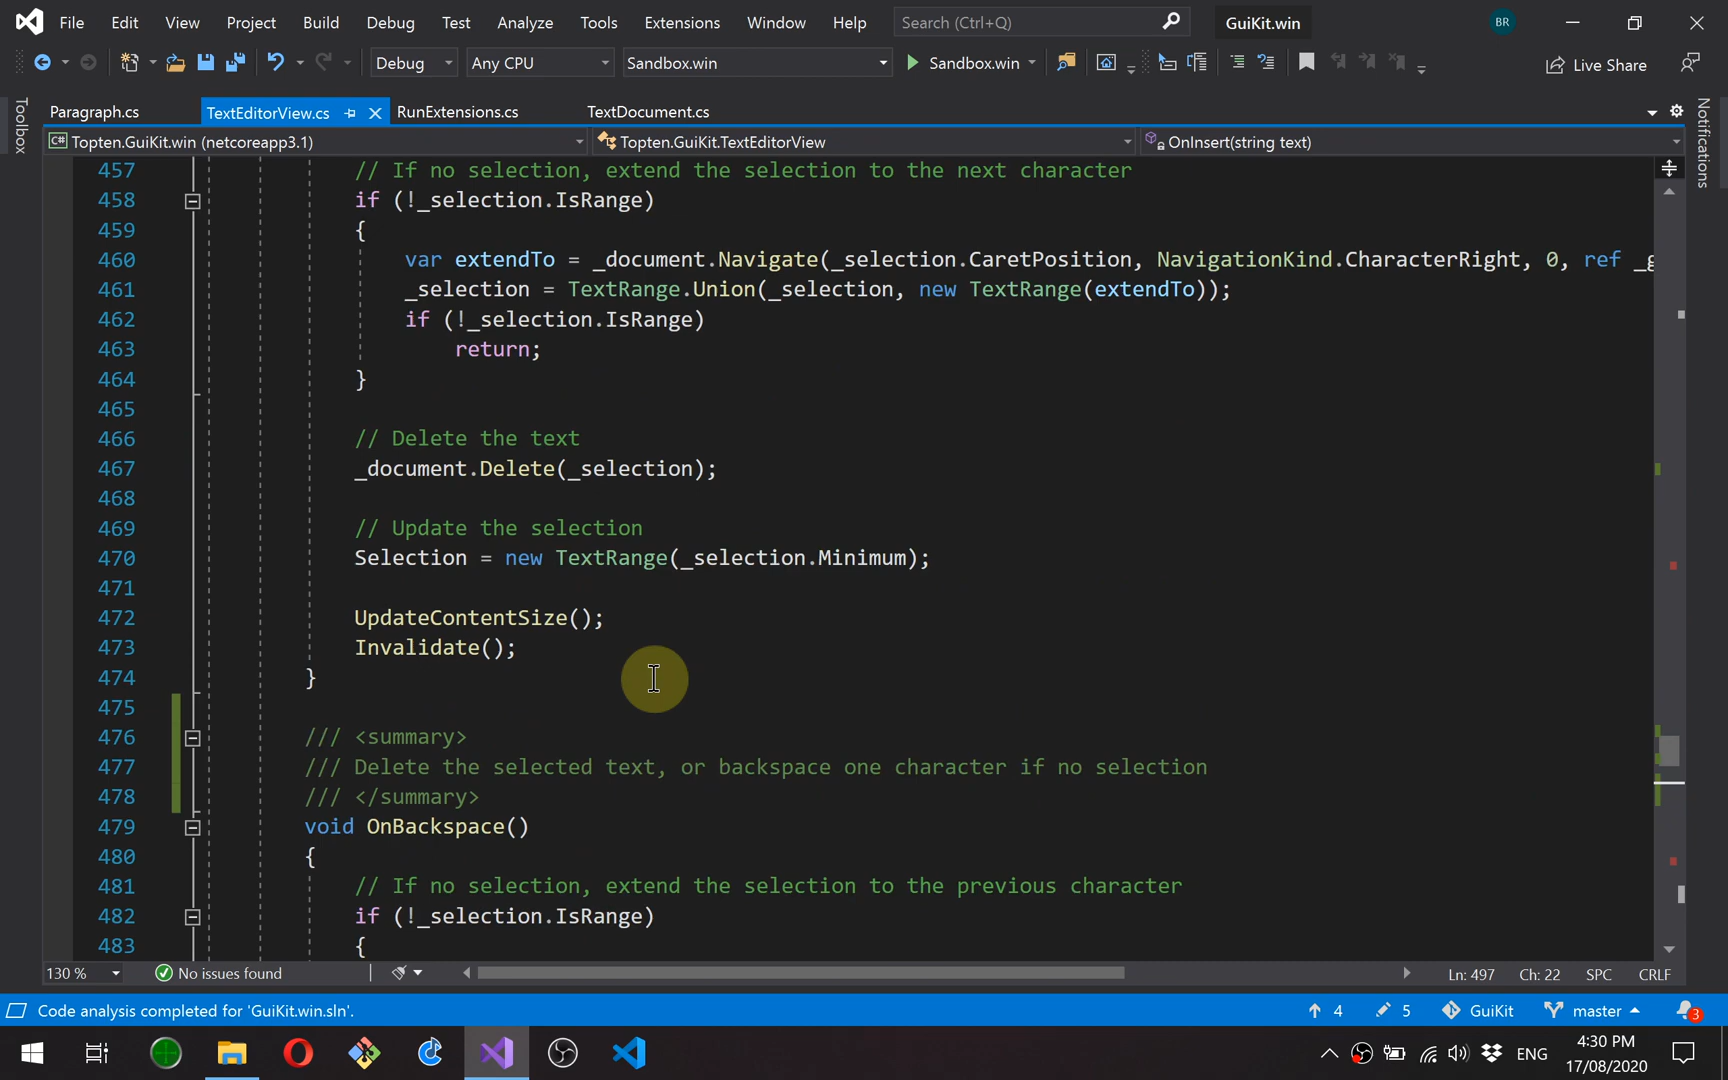 File Edit View Project Build Debug Test Analyze Tools Extensions Window Help Search (Ctrl+Q) GuiKit.win BR
Debug Any CPU Sandbox.win Sandbox.win Live Share
Toolbox
Paragraph.cs TextEditorView.cs RunExtensions.cs TextDocument.cs
Notifications
C# Topten.GuiKit.win (netcoreapp3.1) Topten.GuiKit.TextEditorView OnInsert(string text)
457 // If no selection, extend the selection to the next character
458 if (!_selection.IsRange)
459 {
460 var extendTo = _document.Navigate(_selection.CaretPosition, NavigationKind.CharacterRight, 0, ref _g
461 _selection = TextRange.Union(_selection, new TextRange(extendTo));
462 if (!_selection.IsRange)
463 return;
464 }
465
466 // Delete the text
467 _document.Delete(_selection);
468
469 // Update the selection
470 Selection = new TextRange(_selection.Minimum);
471
472 UpdateContentSize();
473 Invalidate();
474 }
475
476 /// <summary>
477 /// Delete the selected text, or backspace one character if no selection
478 /// </summary>
479 void OnBackspace()
480 {
481 // If no selection, extend the selection to the previous character
482 if (!_selection.IsRange)
483 {
130 % No issues found Ln: 497 Ch: 22 SPC CRLF
Code analysis completed for 'GuiKit.win.sln'. 4 5 GuiKit master 3
ENG 4:30 PM
17/08/2020